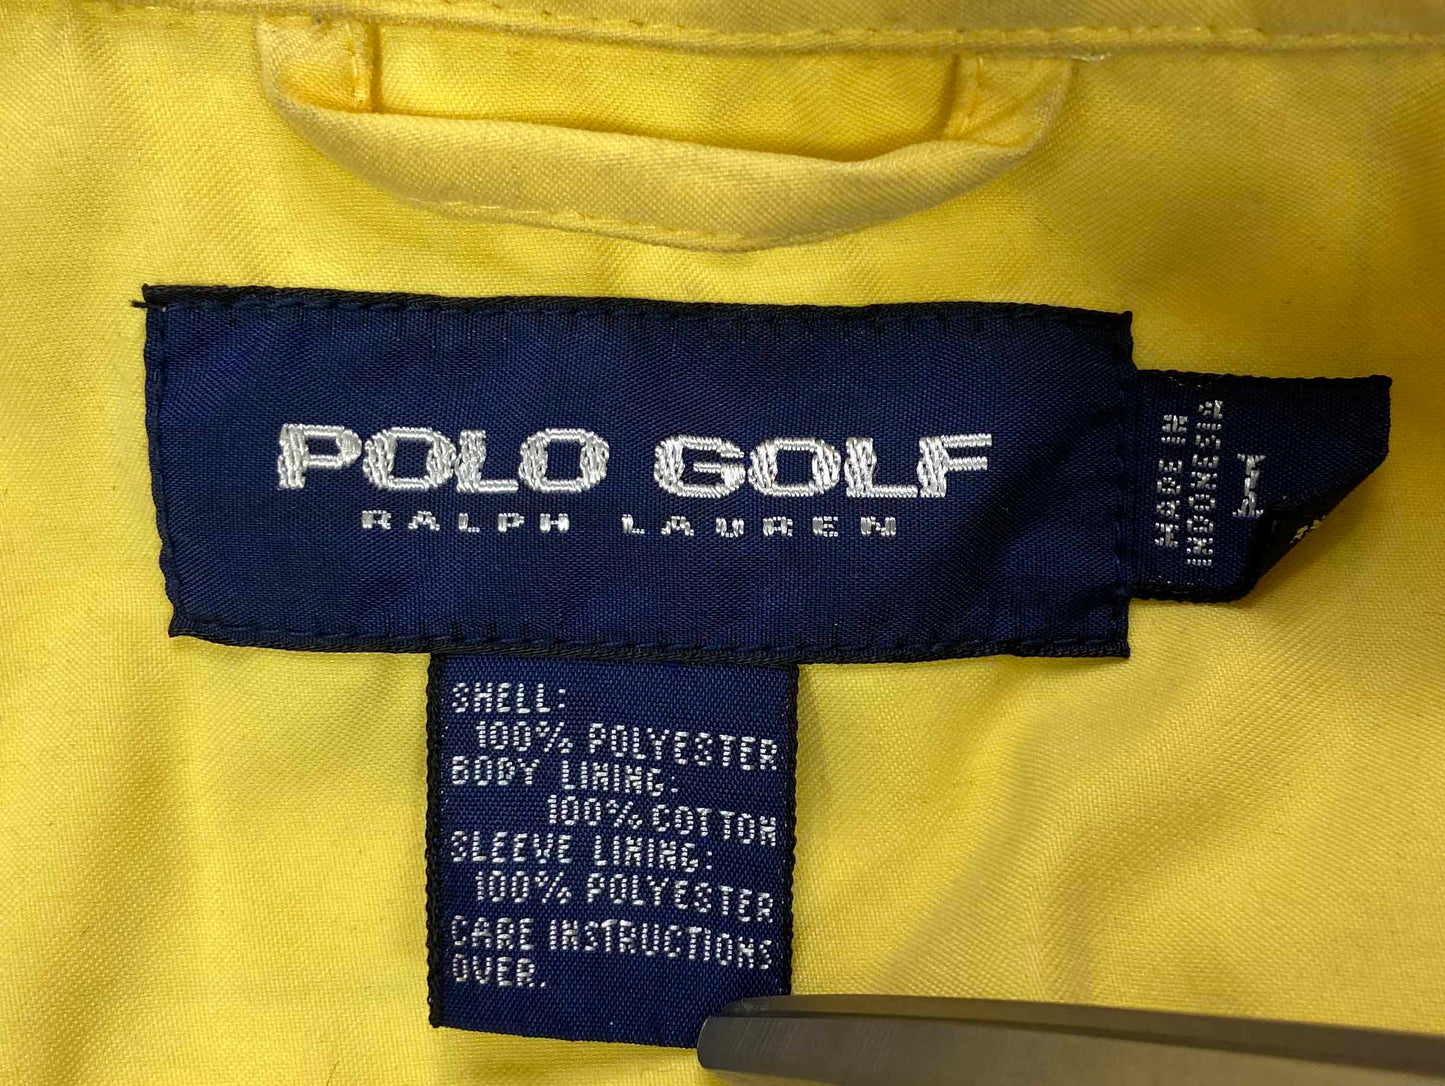 POLO GOLF
RALPH LAUREN
MADE IN
INDONESIA
L
SHELL:
100% POLYESTER
BODY LINING:
100% COTTON
SLEEVE LINING:
100% POLYESTER
CARE INSTRUCTIONS
OVER.